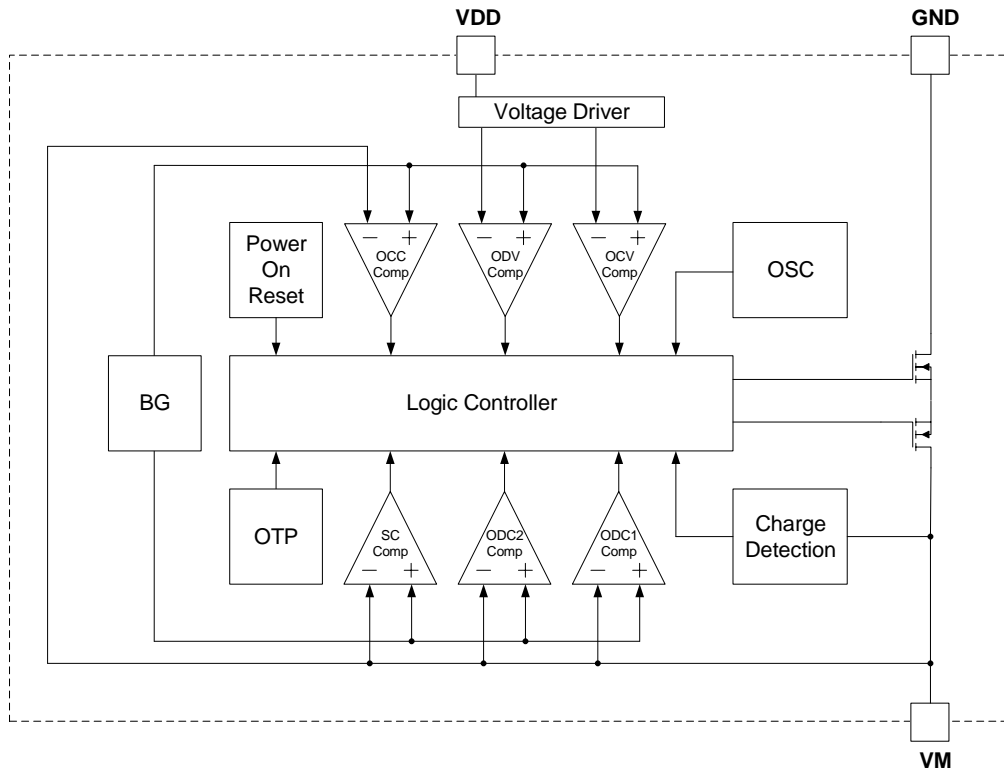 VDD
GND
Voltage Driver
Power
On
Reset
− +
OCC
Comp
− +
ODV
Comp
− +
OCV
Comp
OSC
BG
Logic Controller
OTP
SC
Comp
− +
ODC2
Comp
− +
ODC1
Comp
− +
Charge
Detection
VM